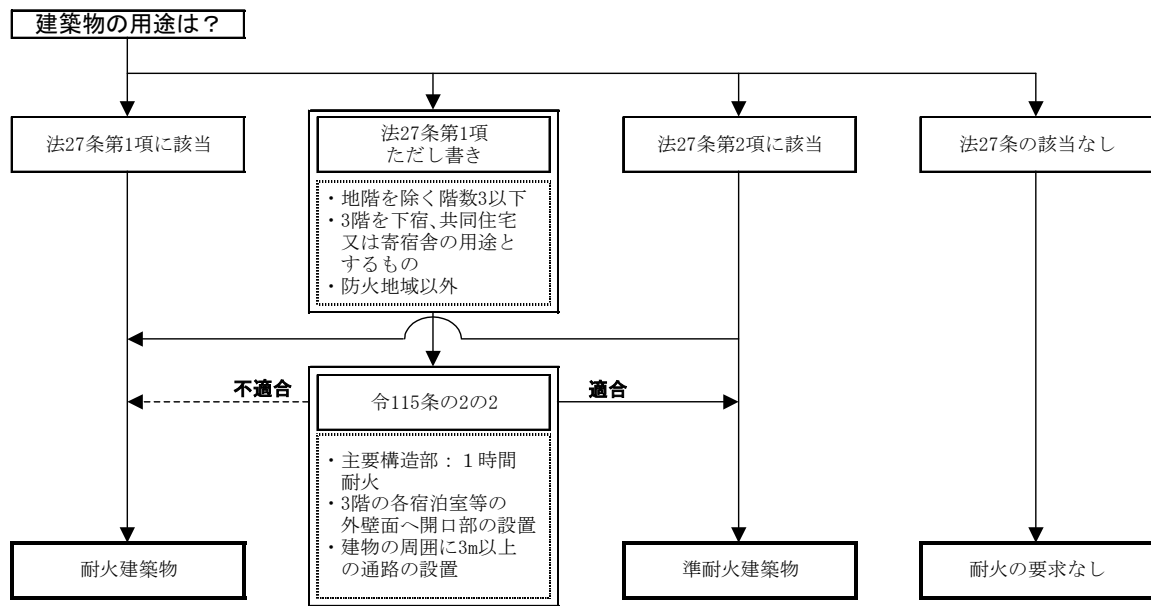 建築物の用途は？
法27条第1項に該当
法27条第1項
ただし書き
・地階を除く階数3以下
・3階を下宿、共同住宅
又は寄宿舎の用途と
するもの
・防火地域以外
法27条第2項に該当
法27条の該当なし
不適合
令115条の2の2
適合
・主要構造部：１時間
耐火
・3階の各宿泊室等の
外壁面へ開口部の設置
・建物の周囲に3m以上
の通路の設置
耐火建築物
準耐火建築物
耐火の要求なし